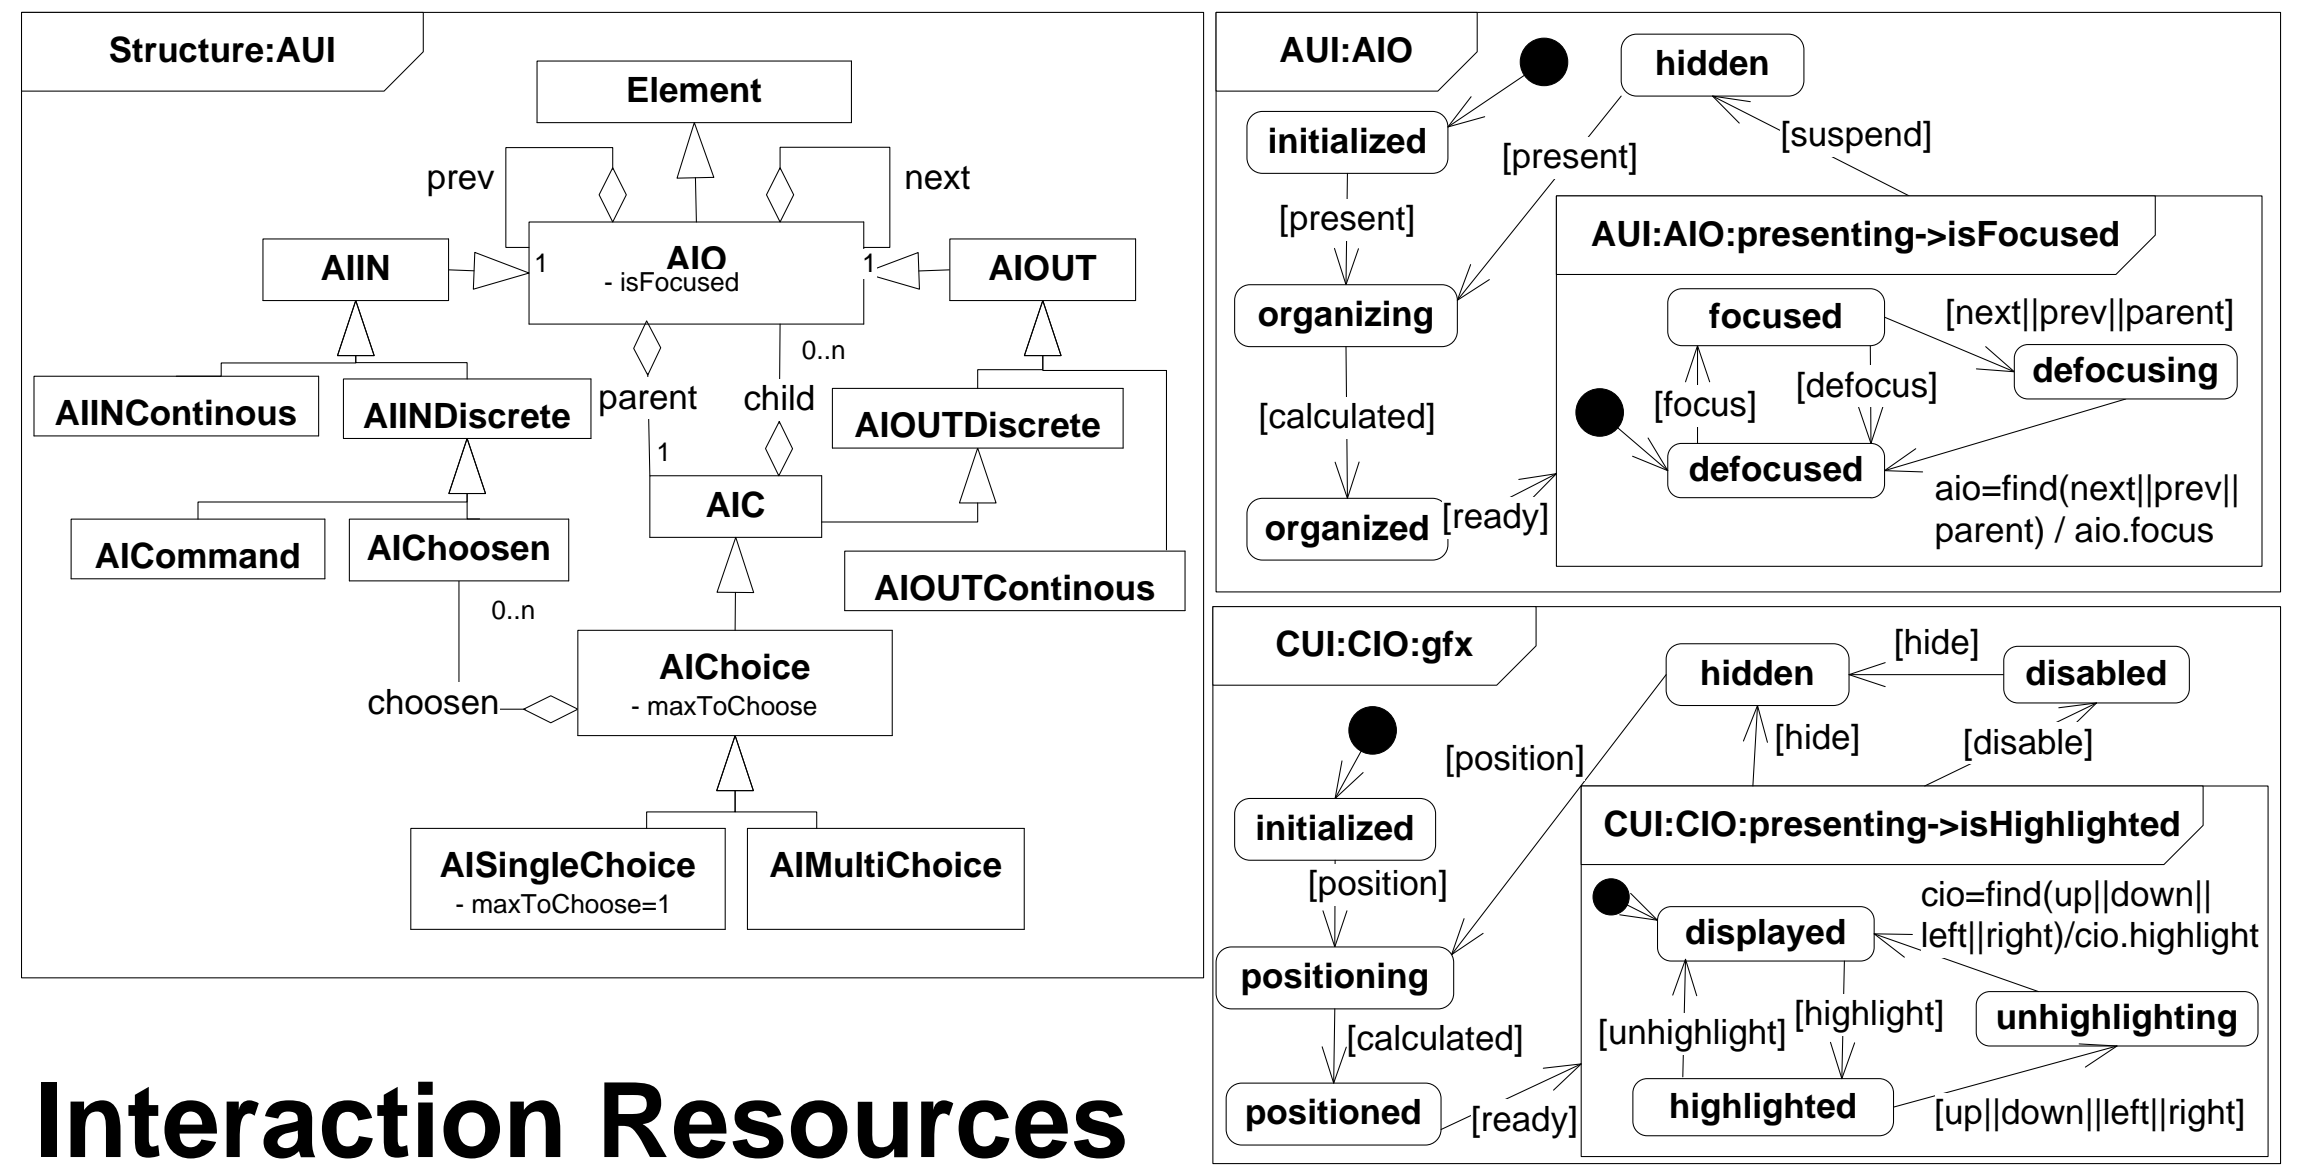 Structure:AUI
Element
prev
next
AIO
- isFocused
1
1
AIIN
AIOUT
0..n
AIINContinous
AIINDiscrete
parent
child
AIOUTDiscrete
1
AIC
AICommand
AIChoosen
AIOUTContinous
0..n
AIChoice
- maxToChoose
choosen
AISingleChoice
- maxToChoose=1
AIMultiChoice
Interaction Resources
AUI:AIO
hidden
initialized
[suspend]
[present]
[present]
AUI:AIO:presenting->isFocused
organizing
focused
[next||prev||parent]
defocusing
[focus]
[defocus]
[calculated]
defocused
organized
[ready]
aio=find(next||prev||
parent) / aio.focus
CUI:CIO:gfx
hidden
[hide]
disabled
[hide]
[disable]
[position]
initialized
CUI:CIO:presenting->isHighlighted
[position]
cio=find(up||down||
left||right)/cio.highlight
displayed
positioning
[unhighlight]
[highlight]
unhighlighting
[calculated]
positioned
[ready]
highlighted
[up||down||left||right]